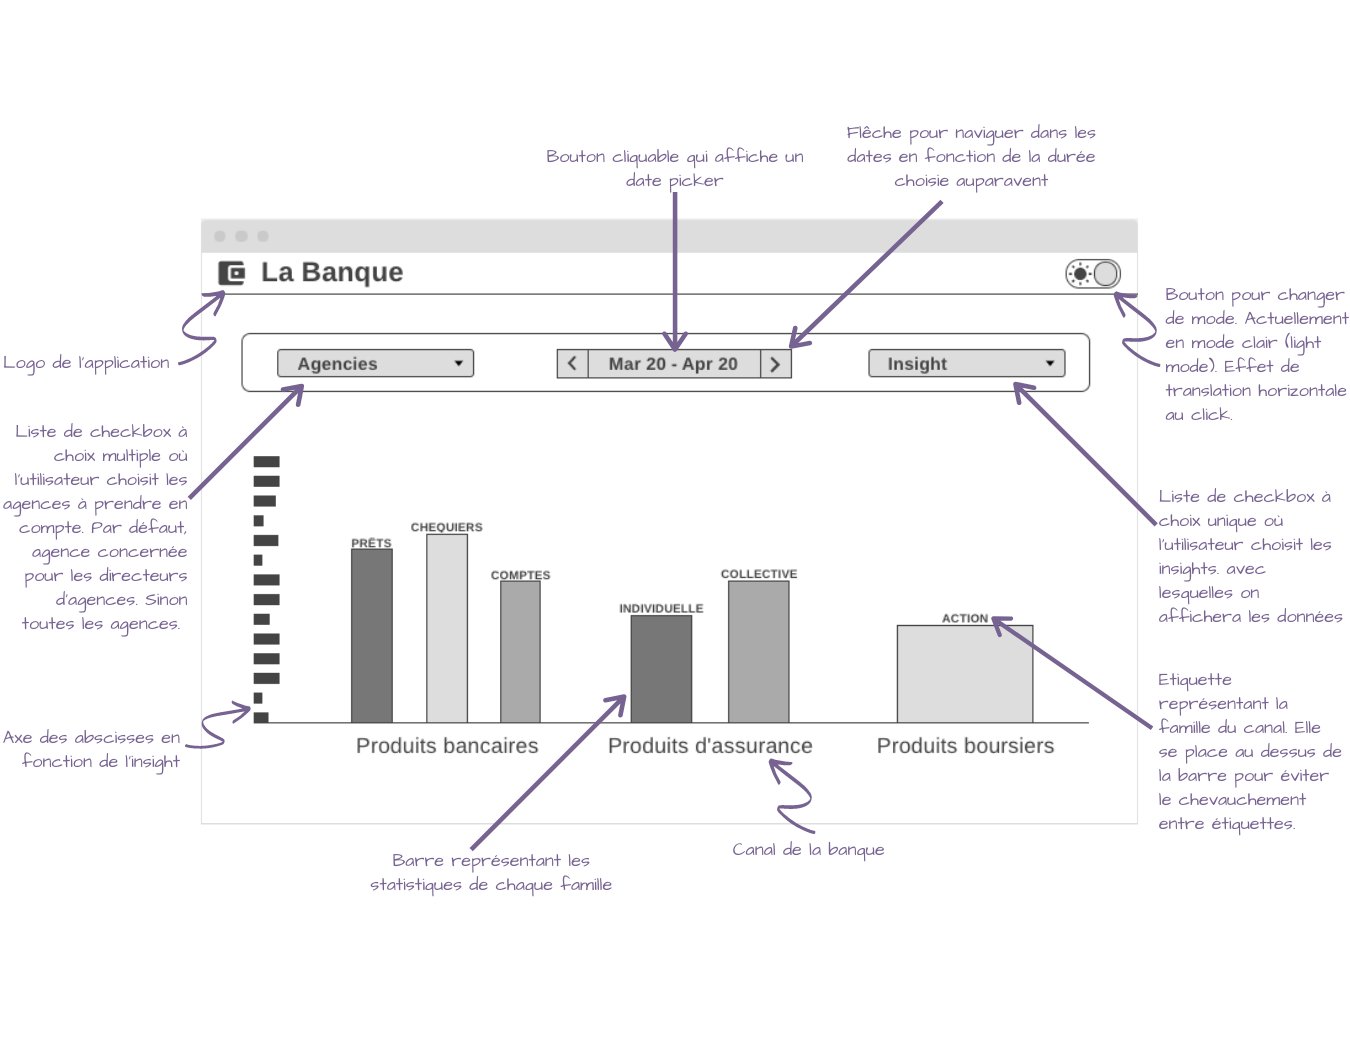 Bouton cliquable qui affiche un
date picker
Flêche pour naviguer dans les
dates en fonction de la durée
choisie auparavent
La Banque
Logo de l'application
Bouton pour changer
de mode. Actuellement
en mode clair (light
mode). Effet de
translation horizontale
au click.
Agencies
Mar 20 - Apr 20
Insight
Liste de checkbox à
choix multiple où
l'utilisateur choisit les
agences à prendre en
compte. Par défaut,
agence concernée
pour les directeurs
d'agences. Sinon
toutes les agences.
Liste de checkbox à
choix unique où
l'utilisateur choisit les
insights. avec
lesquelles on
affichera les données
PRÊTS
CHEQUIERS
COMPTES
INDIVIDUELLE
COLLECTIVE
ACTION
Etiquette
représentant la
famille du canal. Elle
se place au dessus de
la barre pour éviter
le chevauchement
entre étiquettes.
Axe des abscisses en
fonction de l'insight
Produits bancaires
Produits d'assurance
Produits boursiers
Barre représentant les
statistiques de chaque famille
Canal de la banque